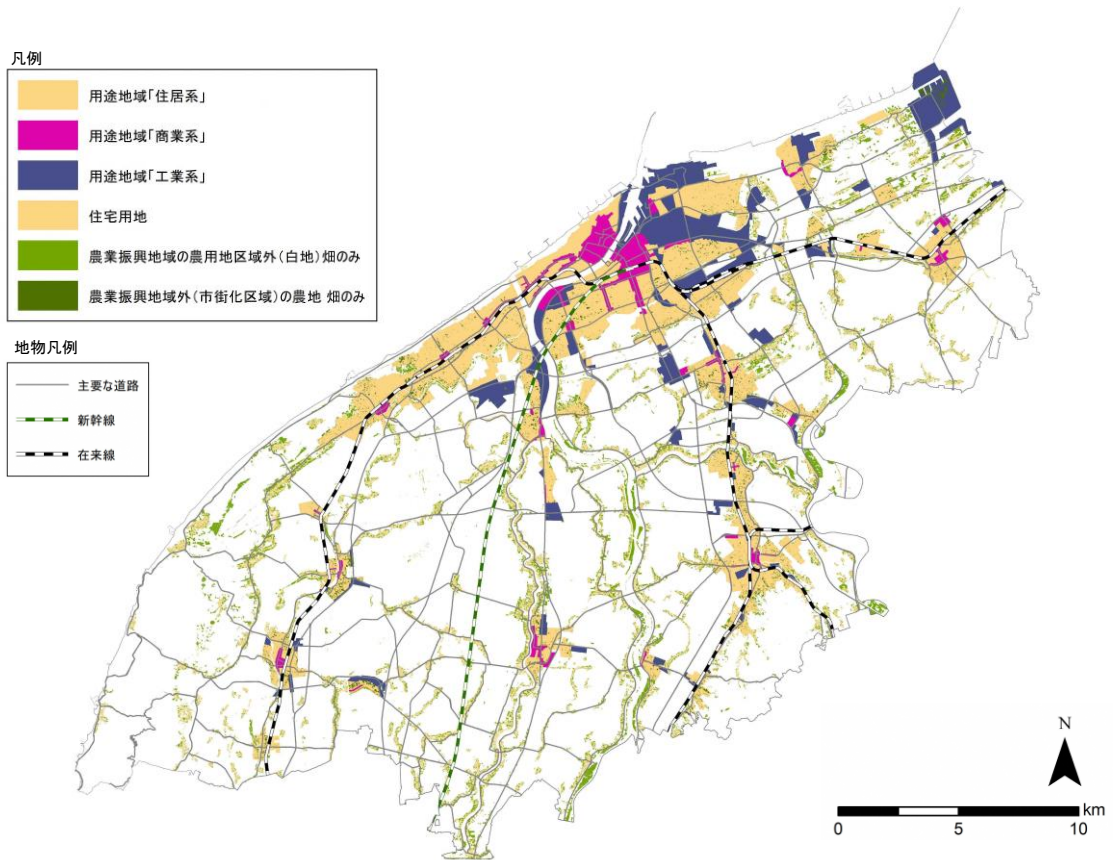 凡例
用途地域「住居系」
用途地域「商業系」
用途地域「工業系」
住宅用地
農業振興地域の農用地区域外(白地)畑のみ
農業振興地域外(市街化区域)の農地 畑のみ
地物凡例
主要な道路
新幹線
在来線
N
km
0 5 10